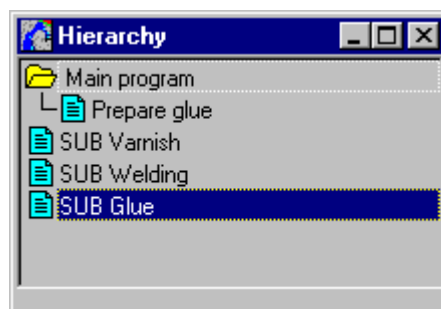 Hierarchy
Main program
Prepare glue
SUB Varnish
SUB Welding
SUB Glue